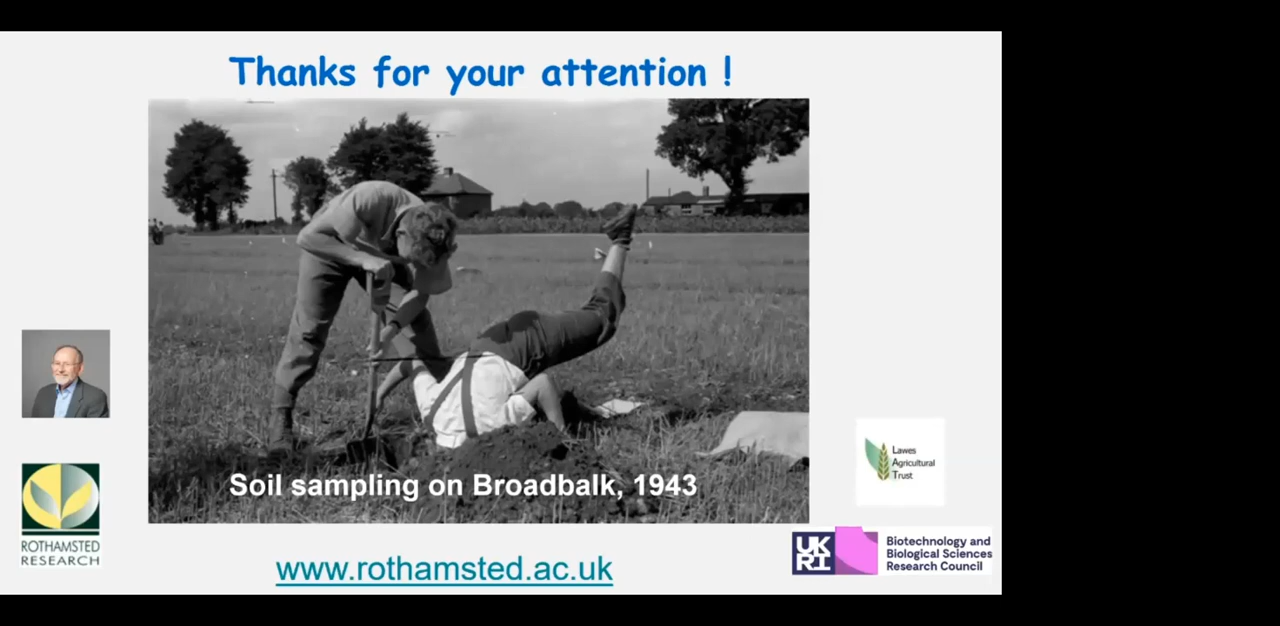 Thanks for your attention !
Soil sampling on Broadbalk, 1943
Lawes
Agricultural
Trust
ROTHAMSTED
RESEARCH
www.rothamsted.ac.uk
UK
RI
Biotechnology and
Biological Sciences
Research Council